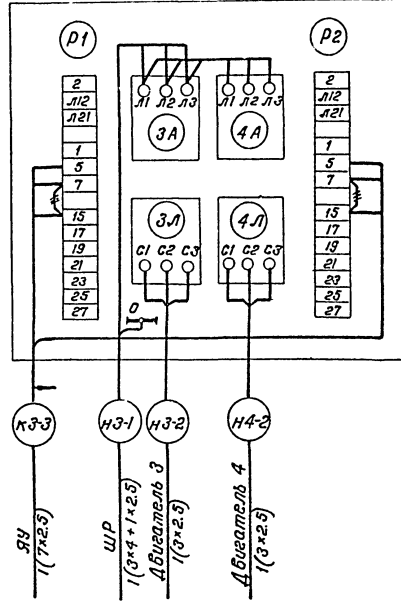 Р1
Р2
2
Л12
Л21
1
5
7
15
17
19
21
23
25
27
Л1 Л2 Л3
3А
Л1 Л2 Л3
4А
3Л
С1 С2 С3
4Л
С1 С2 С3
2
Л12
Л21
1
5
7
15
17
19
21
23
25
27
0
к3-3
н3-1
н3-2
н4-2
ЯУ
1(7×2.5)
ШР
1(3×4+1×2.5)
Двигатель 3
1(3×2.5)
Двигатель 4
1(3×2.5)